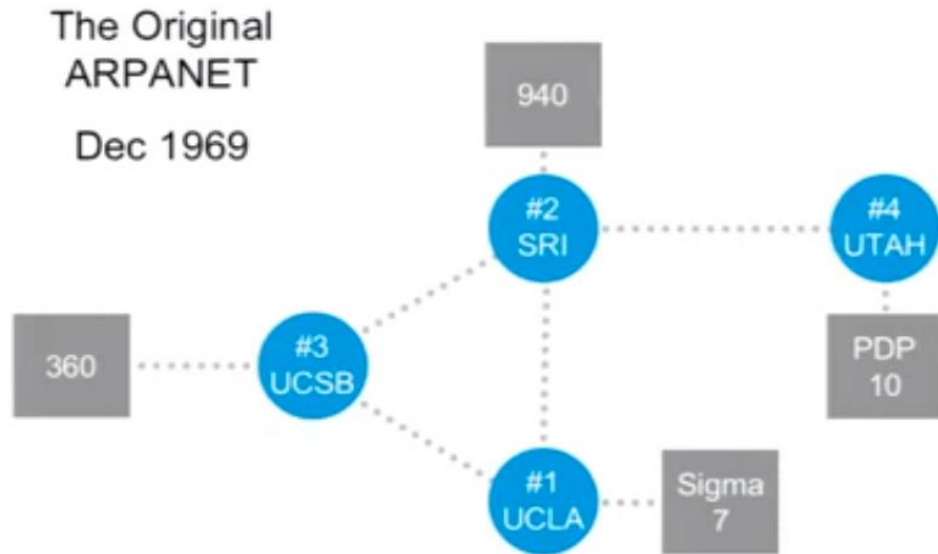 The Original
ARPANET
Dec 1969
940
#2
SRI
#4
UTAH
360
#3
UCSB
PDP
10
#1
UCLA
Sigma
7